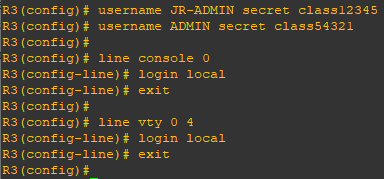 R3(config)# username JR-ADMIN secret class12345
R3(config)# username ADMIN secret class54321
R3(config)#
R3(config)# line console 0
R3(config-line)# login local
R3(config-line)# exit
R3(config)#
R3(config)# line vty 0 4
R3(config-line)# login local
R3(config-line)# exit
R3(config)#